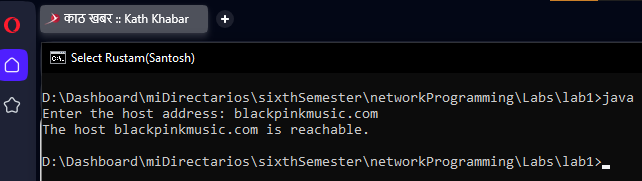 काठ खबर :: Kath Khabar
Select Rustam(Santosh)
D:\Dashboard\miDirectarios\sixthSemester\networkProgramming\Labs\lab1>java
Enter the host address: blackpinkmusic.com
The host blackpinkmusic.com is reachable.
D:\Dashboard\miDirectarios\sixthSemester\networkProgramming\Labs\lab1>